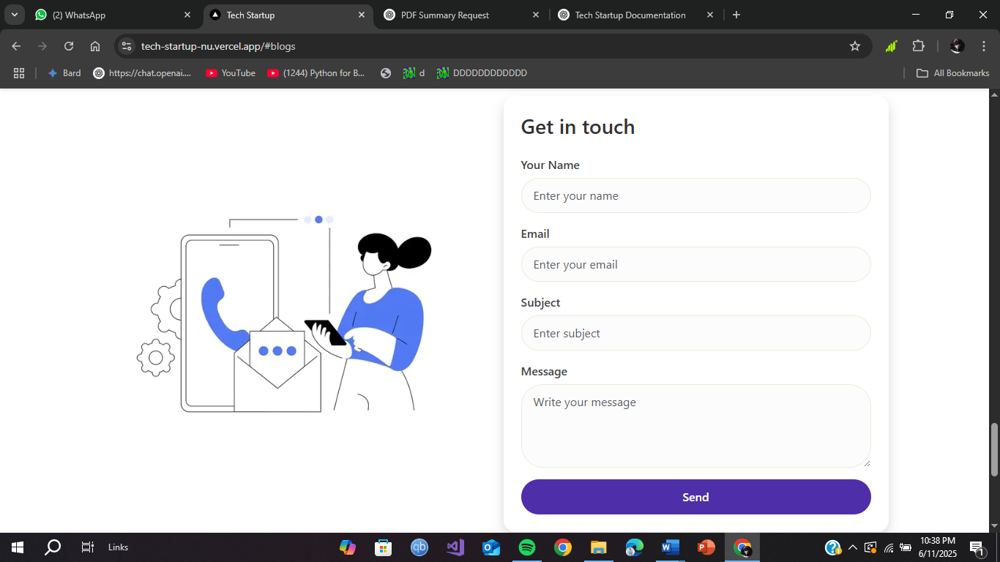 (2) WhatsApp
Tech Startup
PDF Summary Request
Tech Startup Documentation
tech-startup-nu.vercel.app/#blogs
Bard
https://chat.openai....
YouTube
(1244) Python for B...
d
DDDDDDDDDDDD
All Bookmarks
Get in touch
Your Name
Enter your name
Email
Enter your email
Subject
Enter subject
Message
Write your message
Send
Links
qb
W
P
10:38 PM
6/11/2025
1